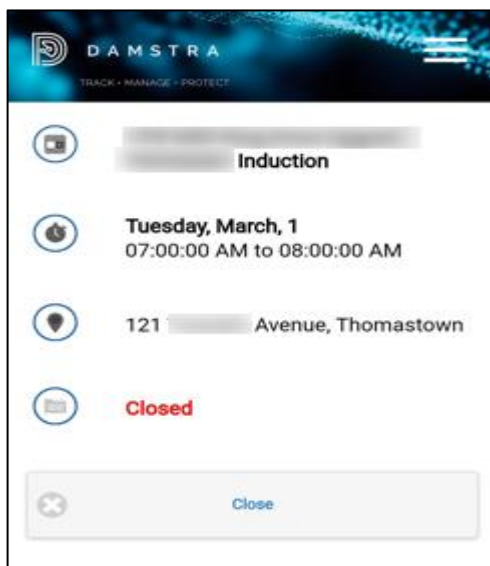 DAMSTRA
TRACK • MANAGE • PROTECT
Induction
Tuesday, March, 1
07:00:00 AM to 08:00:00 AM
121 Avenue, Thomastown
Closed
Close